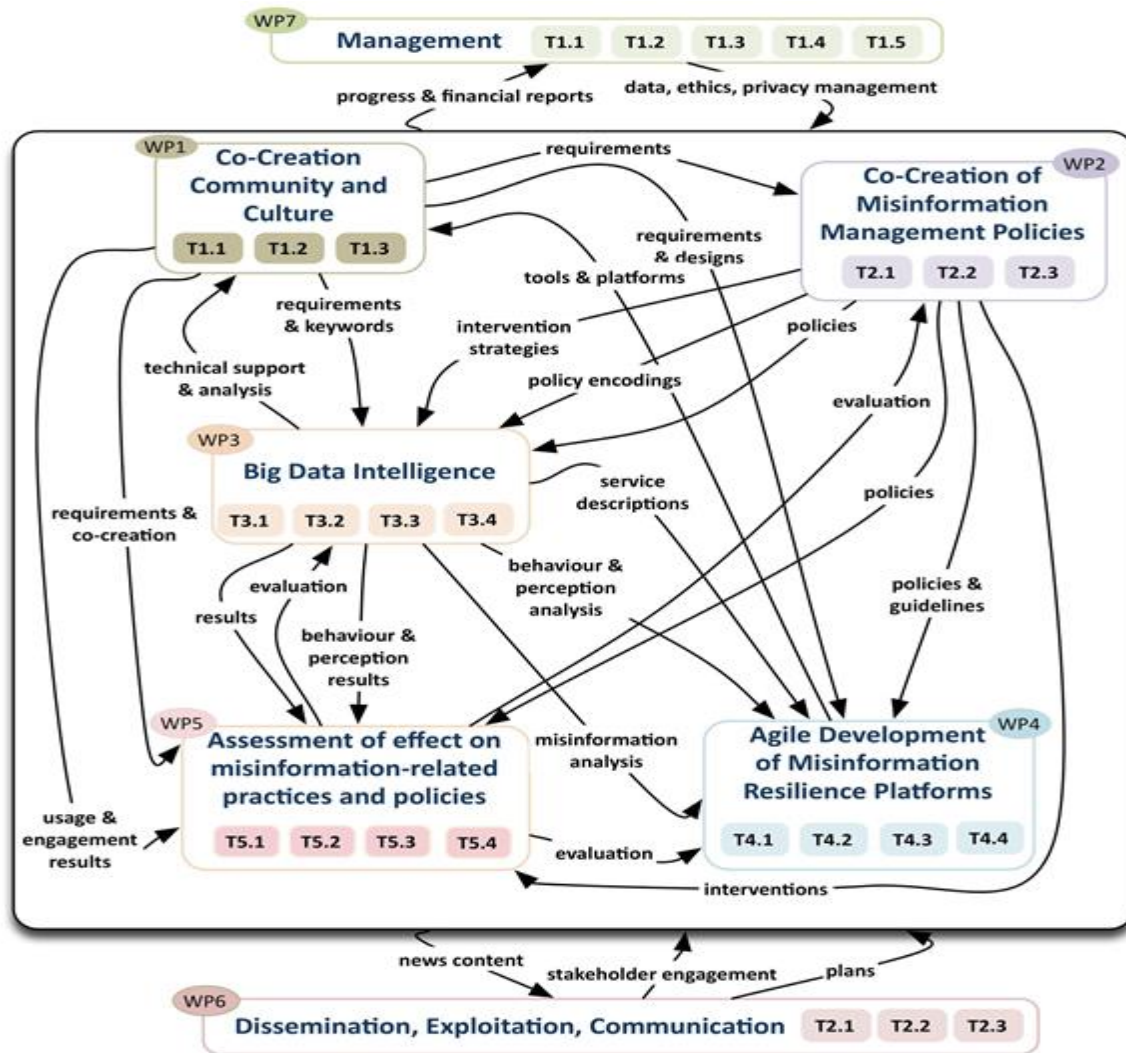 WP7
Management T1.1 T1.2 T1.3 T1.4 T1.5
progress & financial reports
data, ethics, privacy management
WP1
Co-Creation
Community and
Culture
T1.1 T1.2 T1.3
requirements
WP2
Co-Creation of
Misinformation
Management Policies
T2.1 T2.2 T2.3
requirements
& designs
tools & platforms
requirements
& keywords
intervention
strategies
policies
technical support
& analysis
policy encodings
evaluation
WP3
Big Data Intelligence
T3.1 T3.2 T3.3 T3.4
service
descriptions
policies
requirements &
co-creation
evaluation
results
behaviour &
perception
analysis
policies &
guidelines
behaviour &
perception
results
WP5
Assessment of effect on
misinformation-related
practices and policies
T5.1 T5.2 T5.3 T5.4
misinformation
analysis
WP4
Agile Development
of Misinformation
Resilience Platforms
T4.1 T4.2 T4.3 T4.4
usage &
engagement
results
evaluation
interventions
news content
stakeholder engagement
plans
WP6
Dissemination, Exploitation, Communication T2.1 T2.2 T2.3